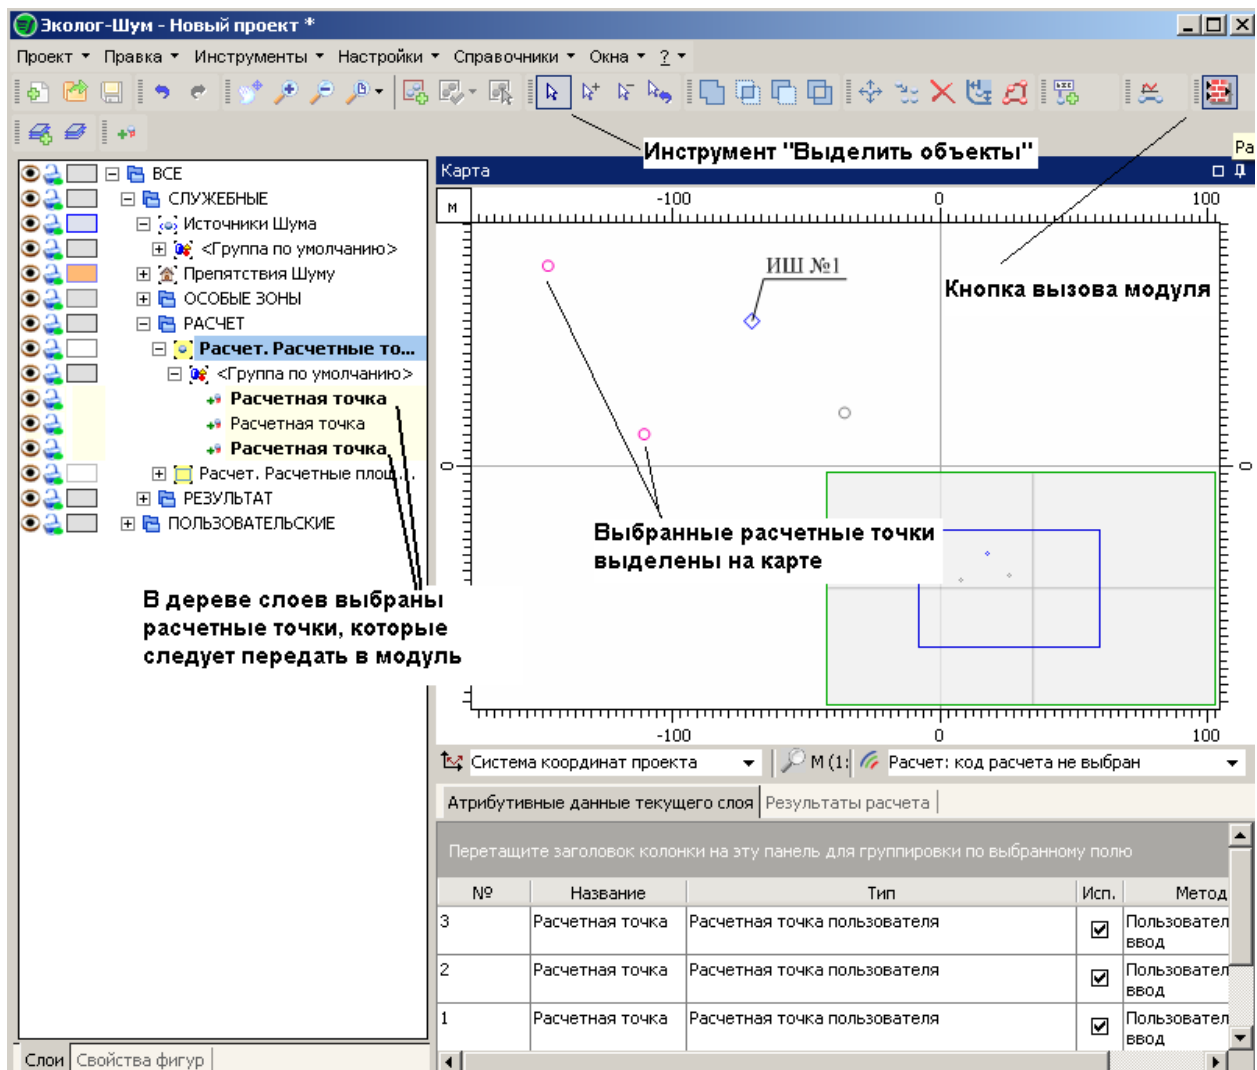 Эколог-Шум - Новый проект *
Проект Правка Инструменты Настройки Справочники Окна ?
Инструмент "Выделить объекты"
Ра
ВСЕ
СЛУЖЕБНЫЕ
Источники Шума
<Группа по умолчанию>
Препятствия Шуму
ОСОБЫЕ ЗОНЫ
РАСЧЕТ
Расчет. Расчетные то...
<Группа по умолчанию>
Расчетная точка
Расчетная точка
Расчетная точка
Расчет. Расчетные площ...
РЕЗУЛЬТАТ
ПОЛЬЗОВАТЕЛЬСКИЕ
В дереве слоев выбраны
расчетные точки, которые
следует передать в модуль
Слои Свойства фигур
Карта
м -100 0 100
ИШ №1
Кнопка вызова модуля
0 0
Выбранные расчетные точки
выделены на карте
-100 0 100
Система координат проекта М (1: Расчет: код расчета не выбран
Атрибутивные данные текущего слоя Результаты расчета
Перетащите заголовок колонки на эту панель для группировки по выбранному полю
№ Название Тип Исп. Метод
3 Расчетная точка Расчетная точка пользователя Пользовател
ввод
2 Расчетная точка Расчетная точка пользователя Пользовател
ввод
1 Расчетная точка Расчетная точка пользователя Пользовател
ввод